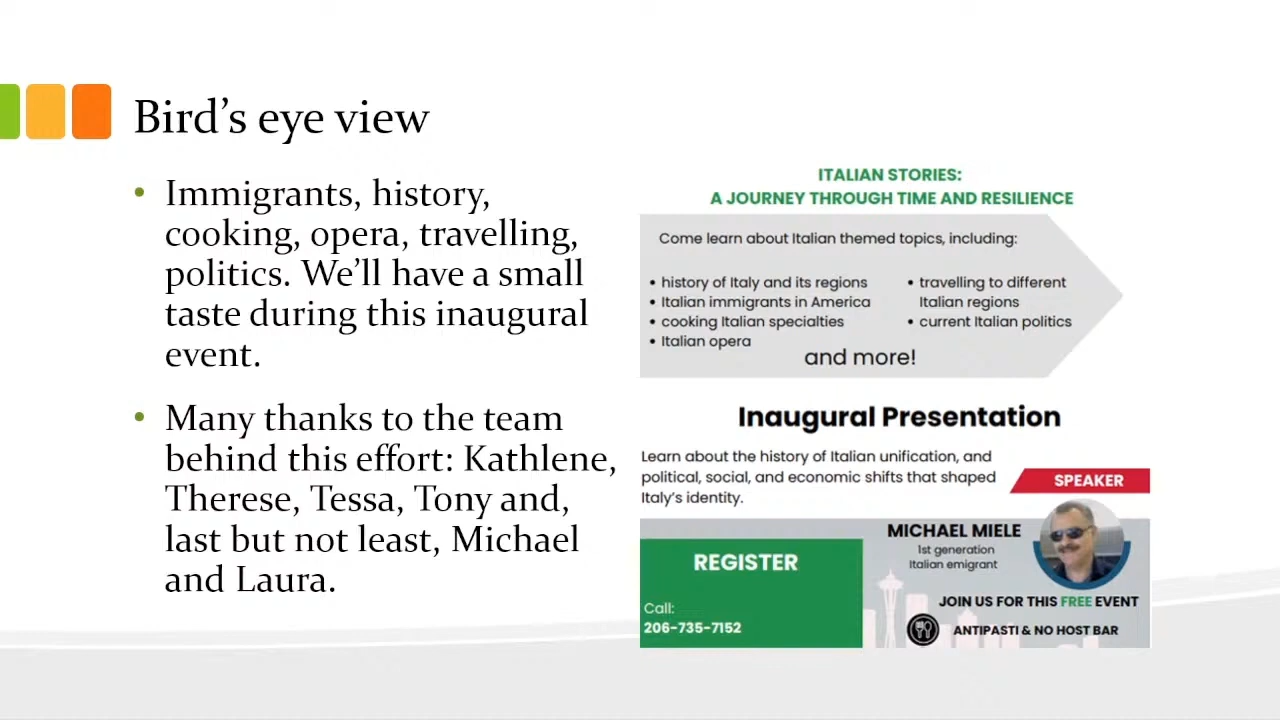 Bird's eye view
• Immigrants, history,
cooking, opera, travelling,
politics. We'll have a small
taste during this inaugural
event.
• Many thanks to the team
behind this effort: Kathlene,
Therese, Tessa, Tony and,
last but not least, Michael
and Laura.
ITALIAN STORIES:
A JOURNEY THROUGH TIME AND RESILIENCE
Come learn about Italian themed topics, including:
• history of Italy and its regions
• Italian immigrants in America
• cooking Italian specialties
• Italian opera
• travelling to different
Italian regions
• current Italian politics
and more!
Inaugural Presentation
Learn about the history of Italian unification, and
political, social, and economic shifts that shaped
Italy's identity.
SPEAKER
MICHAEL MIELE
1st generation
Italian emigrant
REGISTER
Call:
206-735-7152
JOIN US FOR THIS FREE EVENT
ANTIPASTI & NO HOST BAR